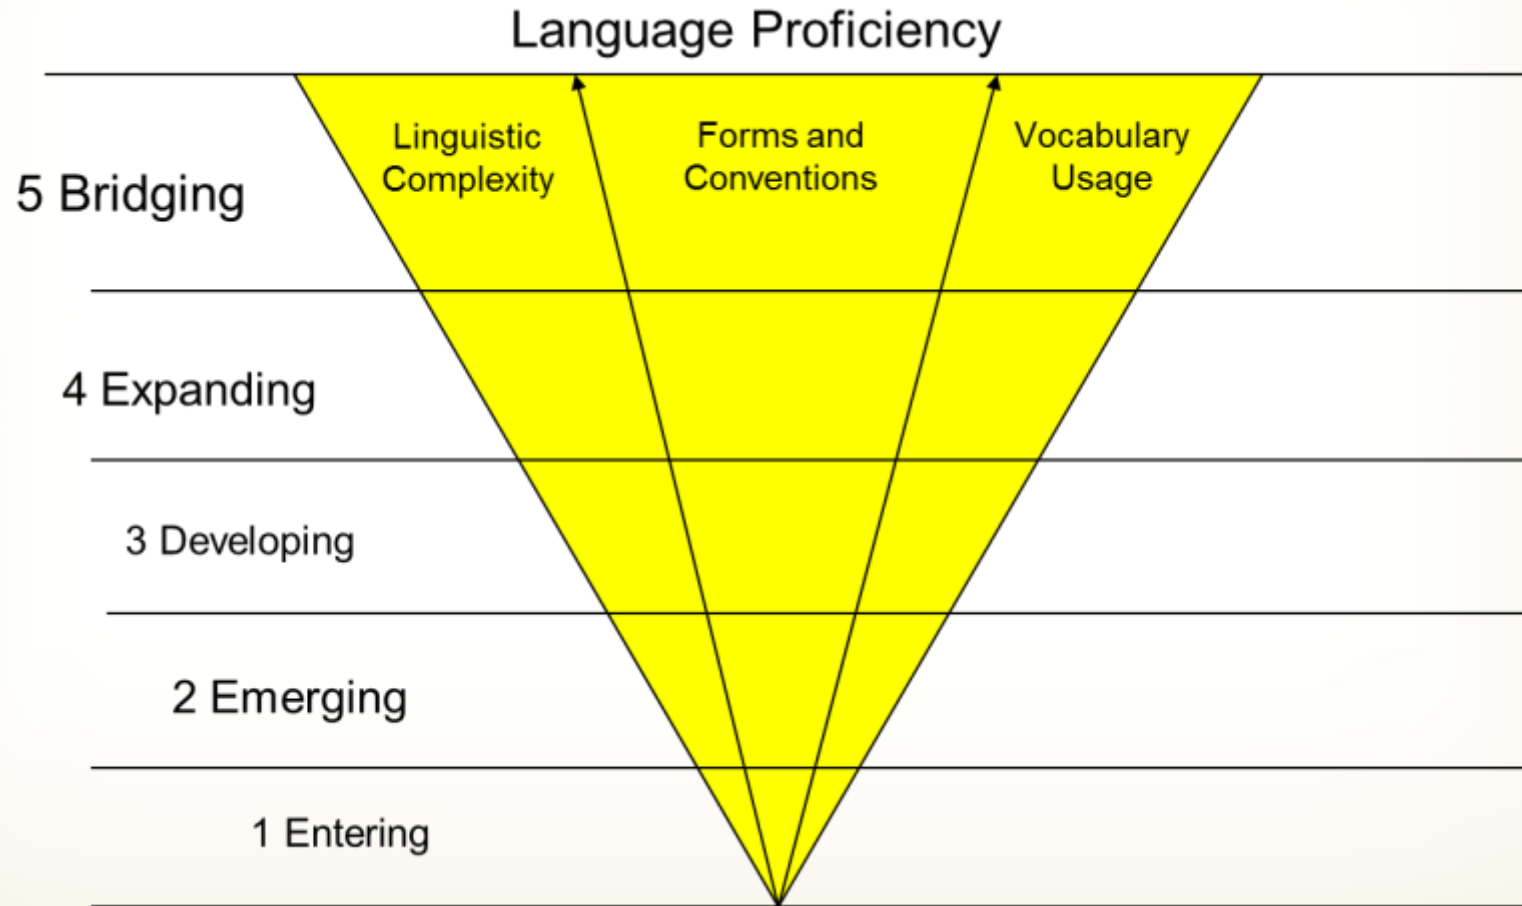 Language Proficiency
Linguistic
Complexity
Forms and
Conventions
Vocabulary
Usage
5 Bridging
4 Expanding
3 Developing
2 Emerging
1 Entering